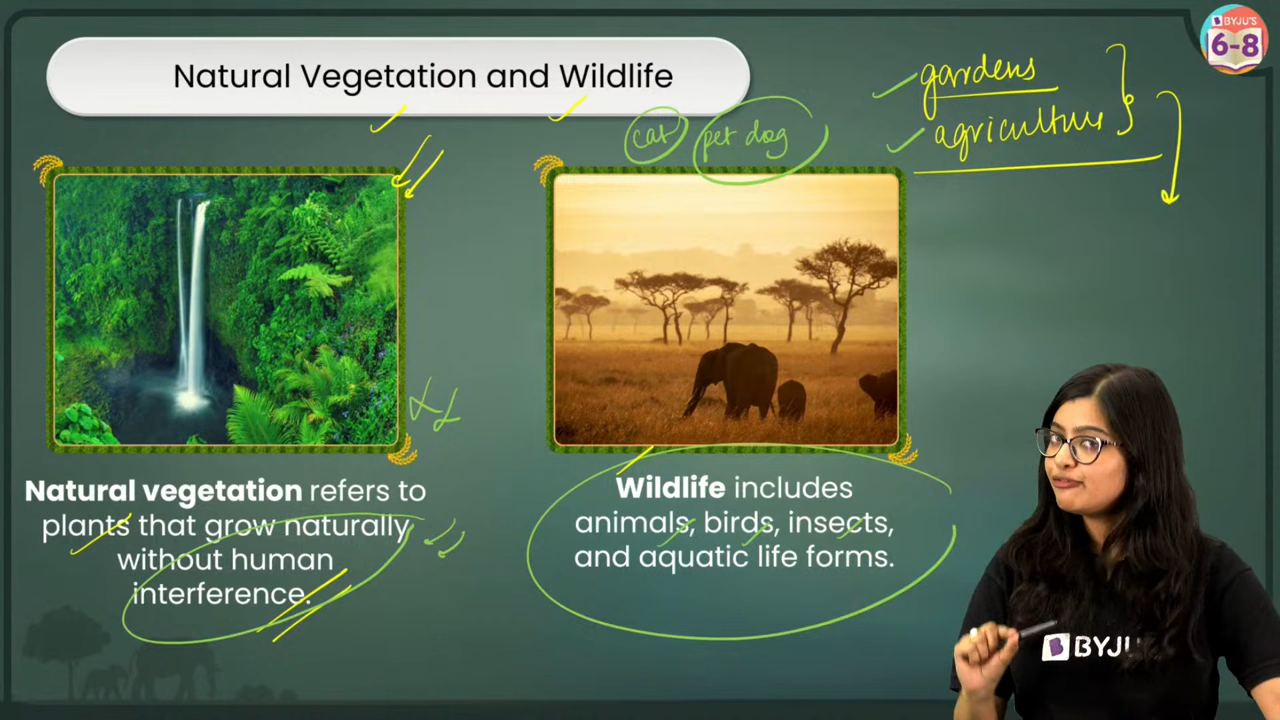 BYJU'S
6-8
Natural Vegetation and Wildlife
gardens
agriculture
cat pet dog
Natural vegetation refers to
plants that grow naturally
without human
interference.
Wildlife includes
animals, birds, insects,
and aquatic life forms.
BYJU